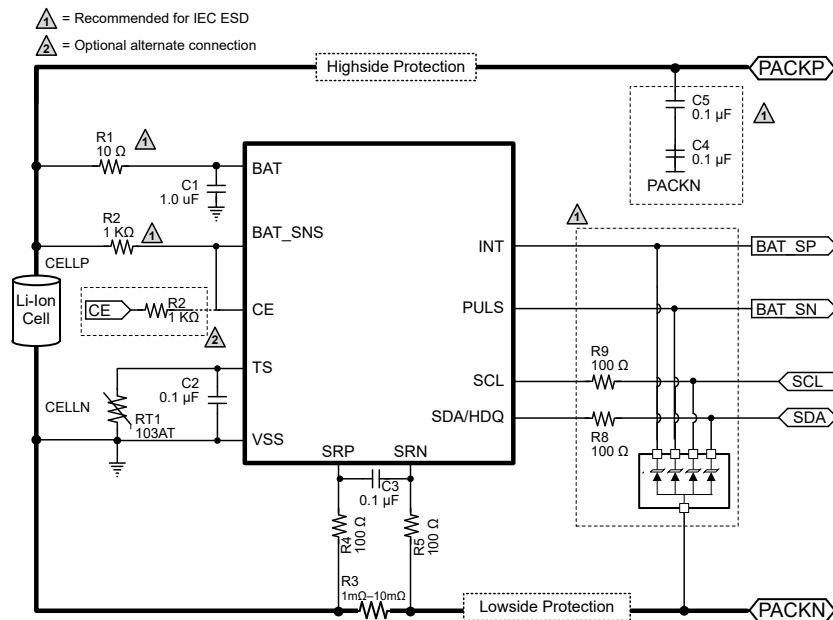 1 = Recommended for IEC ESD
2 = Optional alternate connection
Highside Protection
PACKP
C5
0.1 µF
1
C4
0.1 µF
PACKN
R1
10 Ω
1
BAT
C1
1.0 uF
R2
1 KΩ
1
BAT_SNS
1
INT
BAT_SP
CELLP
Li-Ion
Cell
CE
R2
1 KΩ
2
CE
PULS
BAT_SN
TS
R9
100 Ω
C2
0.1 µF
SCL
SCL
CELLN
RT1
103AT
SDA/HDQ
SDA
R8
100 Ω
VSS
SRP
SRN
C3
0.1 µF
R4
100 Ω
R5
100 Ω
R3
1mΩ–10mΩ
Lowside Protection
PACKN